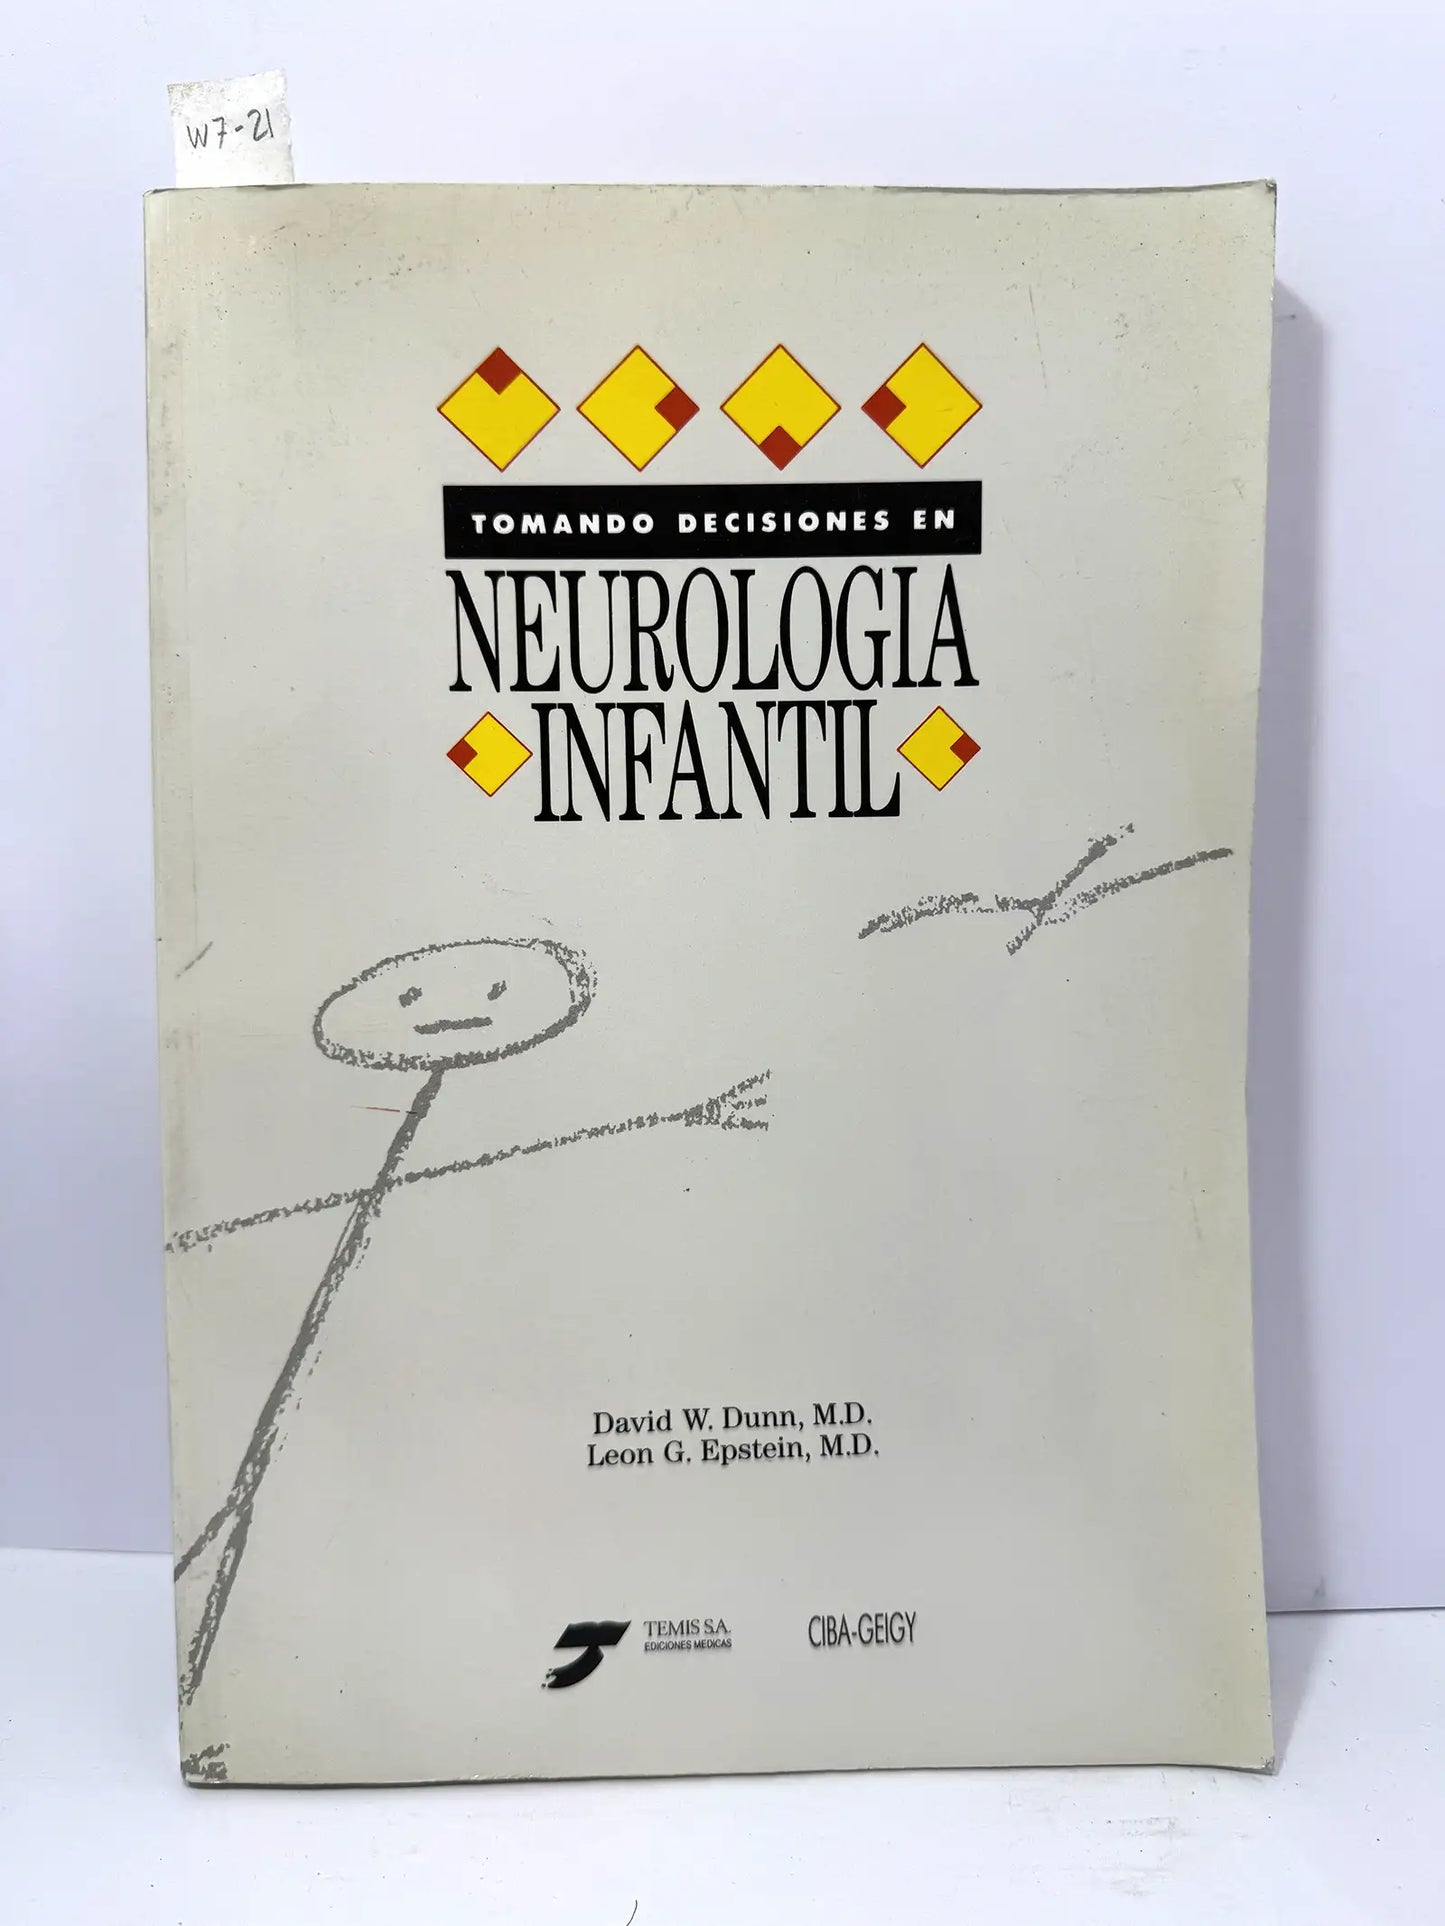 W7-21
TOMANDO DECISIONES EN
NEUROLOGIA
INFANTIL
David W. Dunn, M.D.
Leon G. Epstein, M.D.
TEMIS S.A.
EDICIONES MEDICAS
CIBA-GEIGY